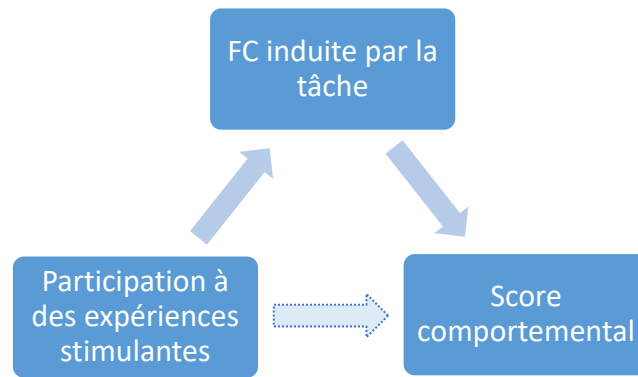 FC induite par la
tâche
Participation à
des expériences
stimulantes
Score
comportemental